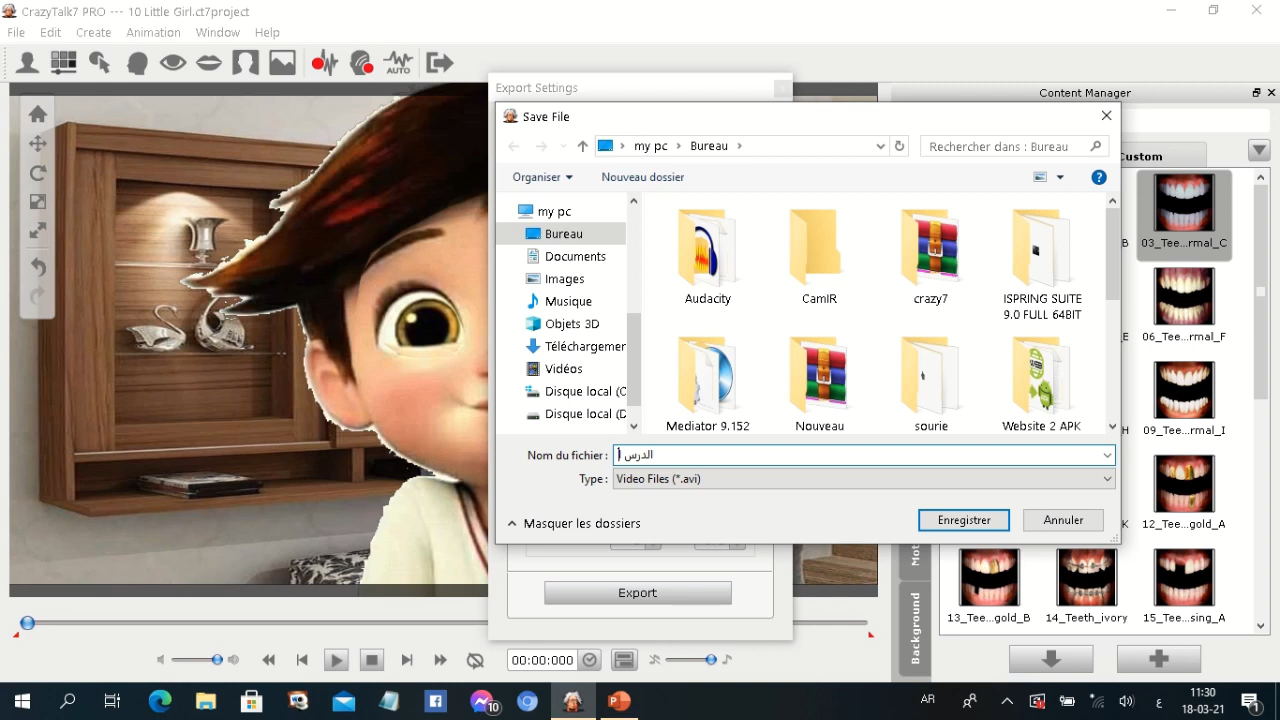 CrazyTalk7 PRO --- 10 Little Girl.ct7project
File Edit Create Animation Window Help
AUTO
Export Settings
Content Manager
Save File
my pc
Bureau
Rechercher dans : Bureau
Custom
Organiser
Nouveau dossier
my pc
Bureau
Documents
Images
Musique
Objets 3D
Téléchargemer
Vidéos
Disque local (C
Disque local (D
Audacity
CamIR
crazy7
ISPRING SUITE
9.0 FULL 64BIT
Mediator 9.152
Nouveau
sourie
Website 2 APK
Nom du fichier :
الدرس أ
Type :
Video Files (*.avi)
Masquer les dossiers
Enregistrer
Annuler
Export
B
03_Tee...rmal_C
E
06_Tee...rmal_F
H
09_Tee...rmal_I
K
12_Tee...gold_A
13_Tee...gold_B
14_Teeth_ivory
15_Tee...sing_A
Mot
Background
00:00:000
10
AR
ع
11:30
18-03-21
1